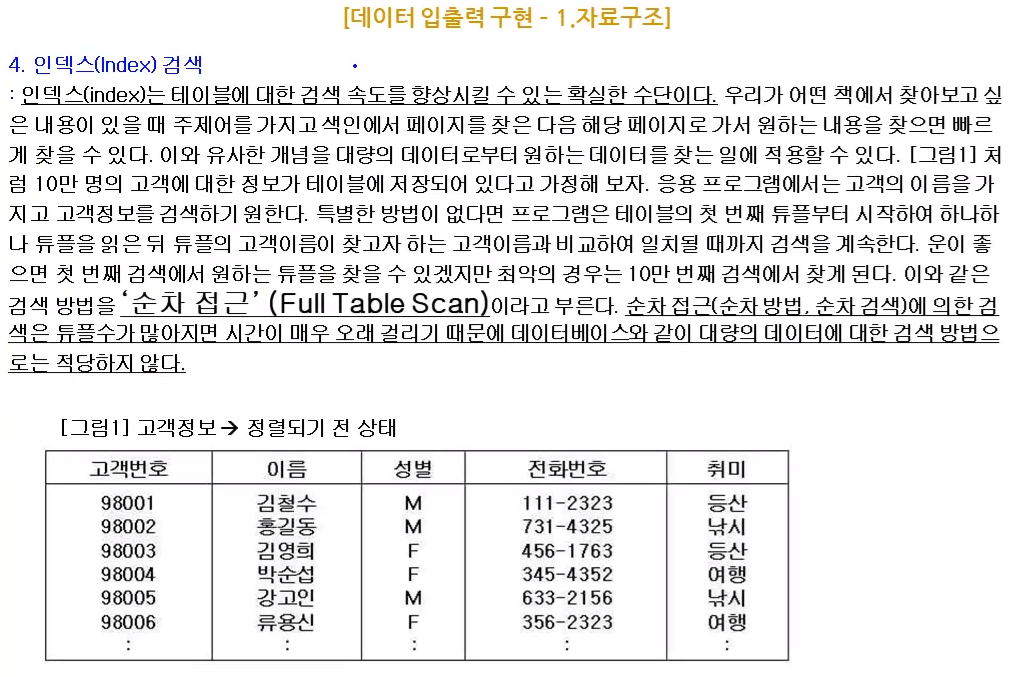 [데이터 입출력 구현 - 1.자료구조]
4. 인덱스(Index) 검색
: 인덱스(index)는 테이블에 대한 검색 속도를 향상시킬 수 있는 확실한 수단이다. 우리가 어떤 책에서 찾아보고 싶
은 내용이 있을 때 주제어를 가지고 색인에서 페이지를 찾은 다음 해당 페이지로 가서 원하는 내용을 찾으면 빠르
게 찾을 수 있다. 이와 유사한 개념을 대량의 데이터로부터 원하는 데이터를 찾는 일에 적용할 수 있다. [그림1] 처
럼 10만 명의 고객에 대한 정보가 테이블에 저장되어 있다고 가정해 보자. 응용 프로그램에서는 고객의 이름을 가
지고 고객정보를 검색하기 원한다. 특별한 방법이 없다면 프로그램은 테이블의 첫 번째 튜플부터 시작하여 하나하
나 튜플을 읽은 뒤 튜플의 고객이름이 찾고자 하는 고객이름과 비교하여 일치될 때까지 검색을 계속한다. 운이 좋
으면 첫 번째 검색에서 원하는 튜플을 찾을 수 있겠지만 최악의 경우는 10만 번째 검색에서 찾게 된다. 이와 같은
검색 방법을 ‘순차 접근’ (Full Table Scan)이라고 부른다. 순차 접근(순차 방법, 순차 검색)에 의한 검
색은 튜플수가 많아지면 시간이 매우 오래 걸리기 때문에 데이터베이스와 같이 대량의 데이터에 대한 검색 방법으
로는 적당하지 않다.
[그림1] 고객정보 → 정렬되기 전 상태
고객번호 이름 성별 전화번호 취미
98001 김철수 M 111-2323 등산
98002 홍길동 M 731-4325 낚시
98003 김영희 F 456-1763 등산
98004 박순섭 F 345-4352 여행
98005 강고인 M 633-2156 낚시
98006 류용신 F 356-2323 여행
: : : : :